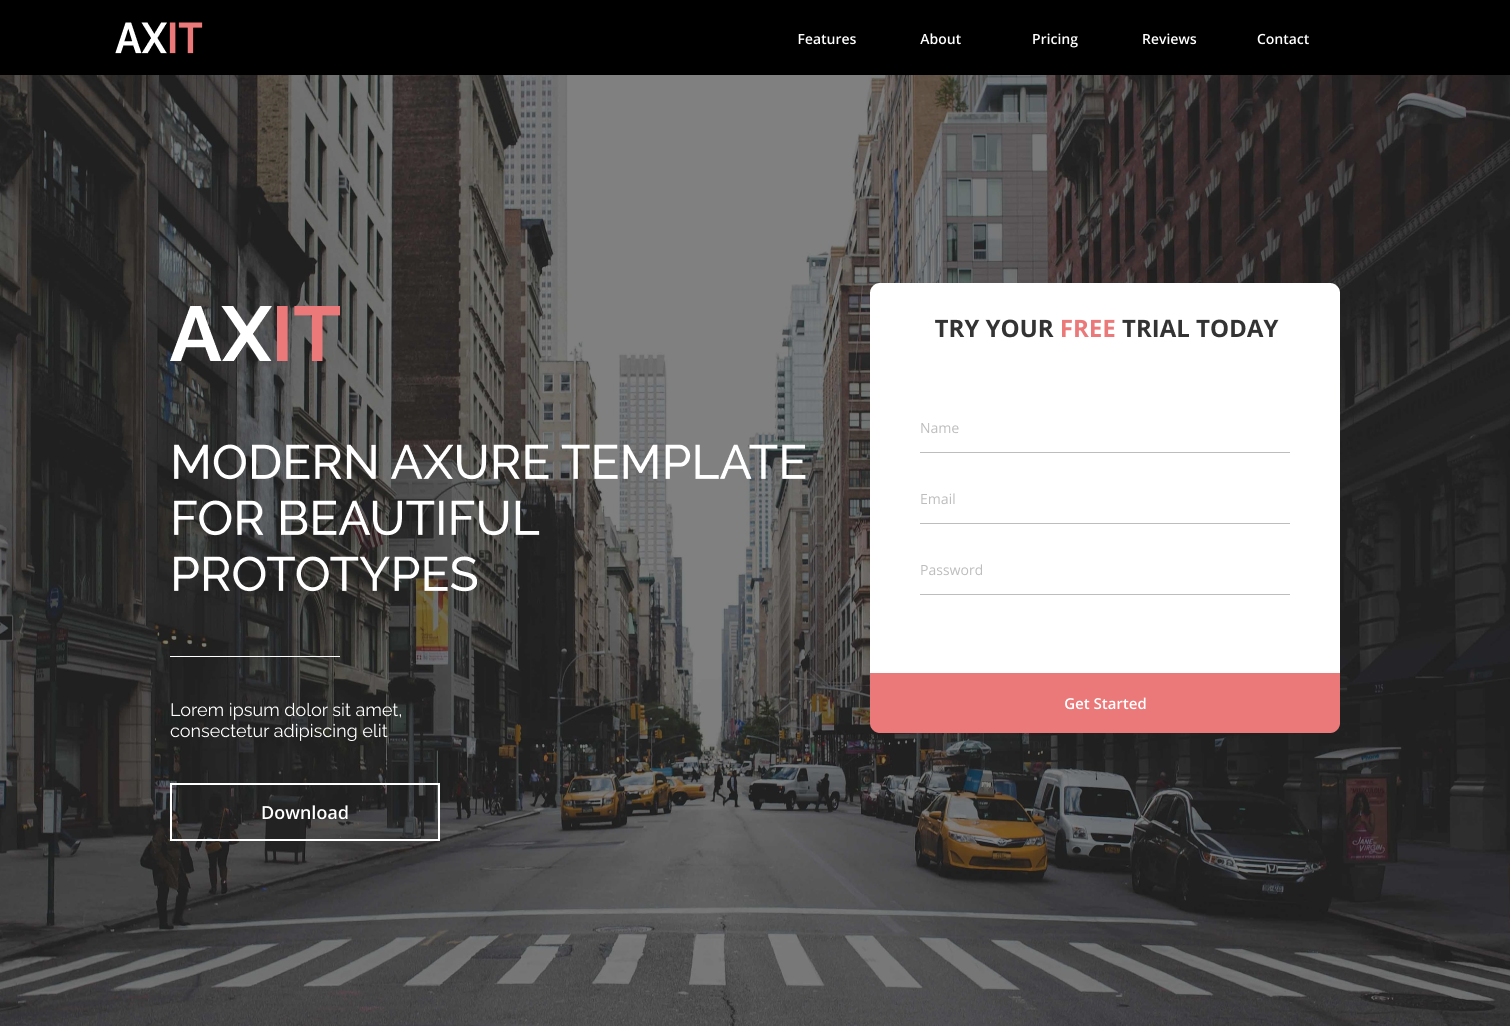 AXIT
Features About Pricing Reviews Contact
AXIT
MODERN AXURE TEMPLATE
FOR BEAUTIFUL
PROTOTYPES
Lorem ipsum dolor sit amet,
consectetur adipiscing elit
Download
TRY YOUR FREE TRIAL TODAY
Name
Email
Password
Get Started